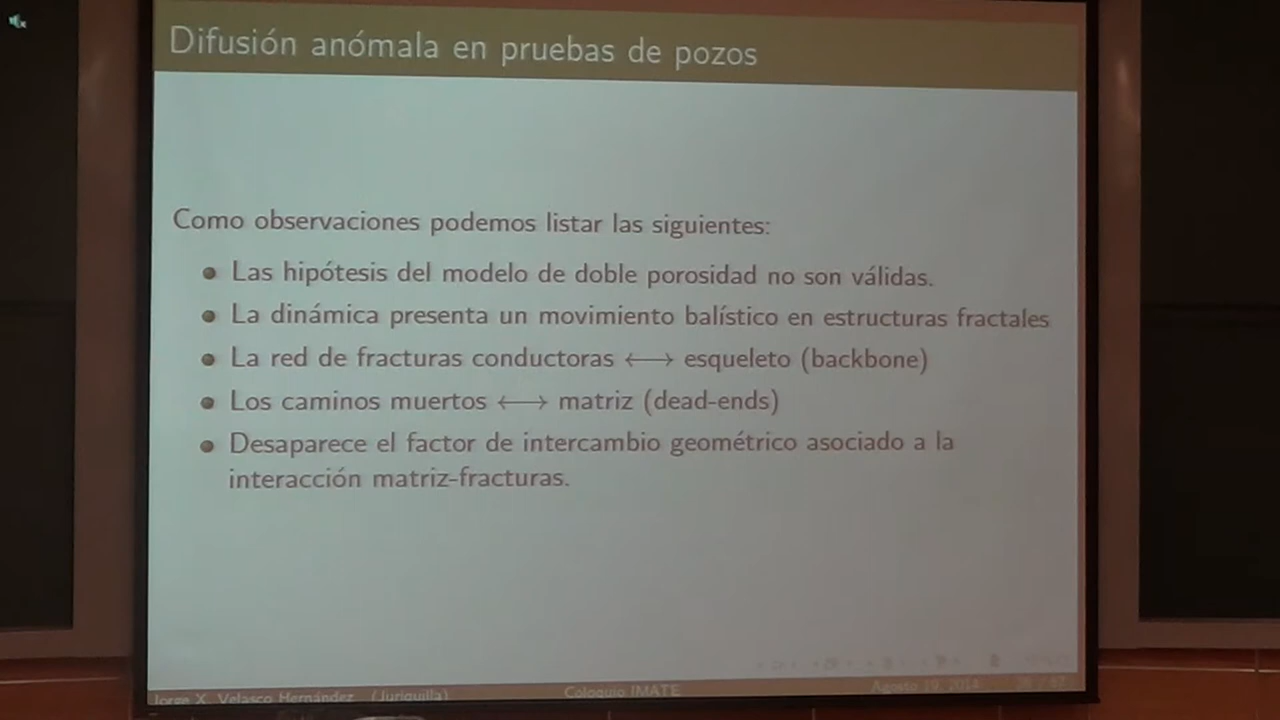 Difusión anómala en pruebas de pozos
Como observaciones podemos listar las siguientes:
Las hipótesis del modelo de doble porosidad no son válidas.
La dinámica presenta un movimiento balístico en estructuras fractales
La red de fracturas conductoras ⟷ esqueleto (backbone)
Los caminos muertos ⟷ matriz (dead-ends)
Desaparece el factor de intercambio geométrico asociado a la
interacción matriz-fracturas.
Jorge X. Velasco Hernández (Juriquilla) Coloquio IMATE Agosto 19, 2014